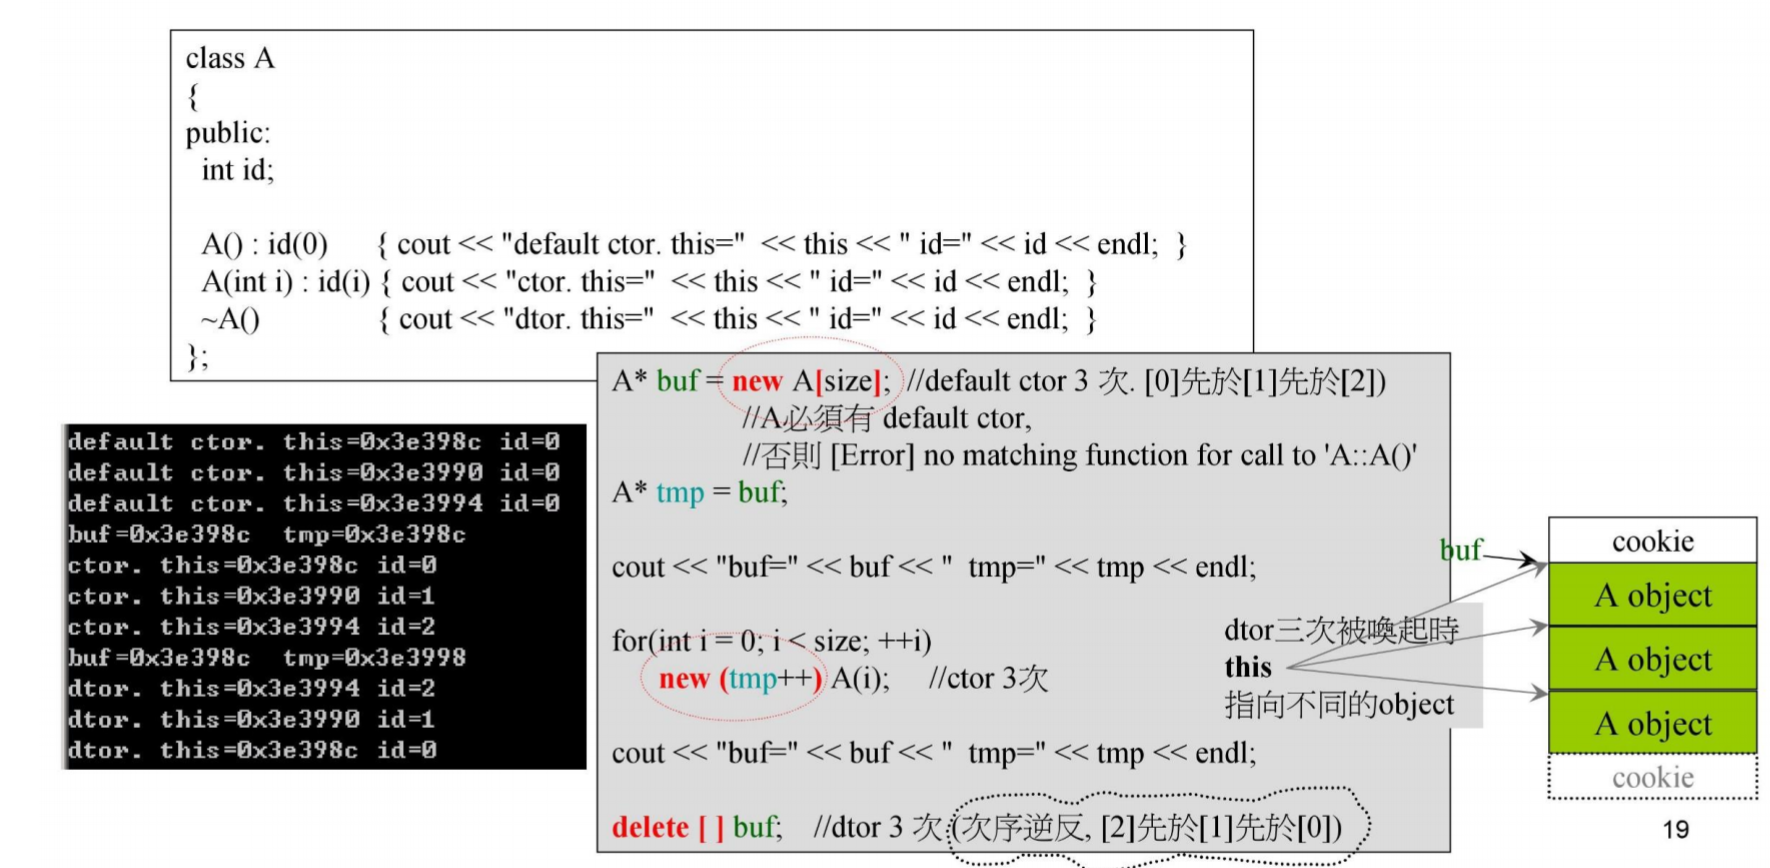 class A
{
public:
int id;
A() : id(0) { cout << "default ctor. this=" << this << " id=" << id << endl; }
A(int i) : id(i) { cout << "ctor. this=" << this << " id=" << id << endl; }
~A() { cout << "dtor. this=" << this << " id=" << id << endl; }
};
default ctor. this=0x3e398c id=0
default ctor. this=0x3e3990 id=0
default ctor. this=0x3e3994 id=0
buf=0x3e398c tmp=0x3e398c
ctor. this=0x3e398c id=0
ctor. this=0x3e3990 id=1
ctor. this=0x3e3994 id=2
buf=0x3e398c tmp=0x3e3998
dtor. this=0x3e3994 id=2
dtor. this=0x3e3990 id=1
dtor. this=0x3e398c id=0
A* buf = new A[size]; //default ctor 3 次. [0]先於[1]先於[2])
//A必須有 default ctor,
//否則 [Error] no matching function for call to 'A::A()'
A* tmp = buf;
cout << "buf=" << buf << " tmp=" << tmp << endl;
for(int i = 0; i < size; ++i)
new (tmp++) A(i); //ctor 3次
cout << "buf=" << buf << " tmp=" << tmp << endl;
delete [ ] buf; //dtor 3 次 (次序逆反, [2]先於[1]先於[0])
dtor三次被喚起時
this
指向不同的object
buf
cookie
A object
A object
A object
cookie
19